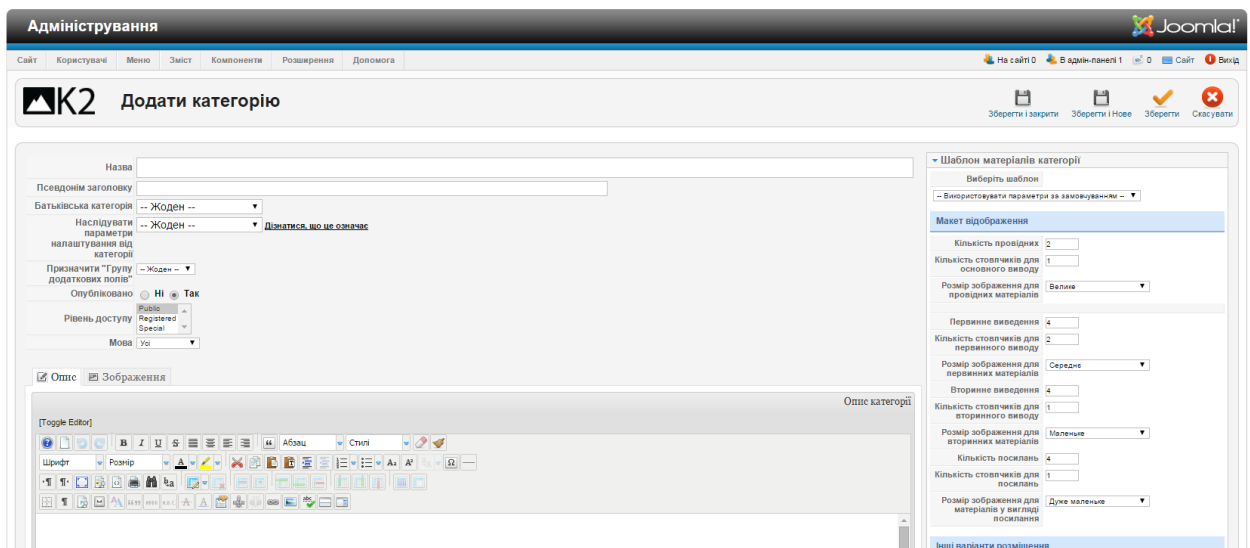 Адміністрування
Joomla!
Сайт Користувачі Меню Зміст Компоненти Розширення Допомога
На сайті 0 В адмін-панелі 1 0 Сайт Вихід
K2 Додати категорію
Зберегти і закрити Зберегти і Нове Зберегти Скасувати
Назва
Псевдонім заголовку
Батьківська категорія -- Жоден --
Наслідувати параметри налаштування від категорії -- Жоден -- Дізнатися, що це означає
Призначити "Групу додаткових полів" -- Жоден --
Опубліковано Ні Так
Рівень доступу Public
Registered
Special
Мова Усі
Опис Зображення
Опис категорії
[Toggle Editor]
Абзац Стилі
Шрифт Розмір
Шаблон матеріалів категорії
Виберіть шаблон
-- Використовувати параметри за замовчуванням --
Макет відображення
Кількість провідних 2
Кількість стовпчиків для основного виводу 1
Розмір зображення для провідних матеріалів Велике
Первинне виведення 4
Кількість стовпчиків для первинного виводу 2
Розмір зображення для первинних матеріалів Середнє
Вторинне виведення 4
Кількість стовпчиків для вторинного виводу 1
Розмір зображення для вторинних матеріалів Маленьке
Кількість посилань 4
Кількість стовпчиків для посилань 1
Розмір зображення для матеріалів у вигляді посилання Дуже маленьке
Інші варіанти розміщення